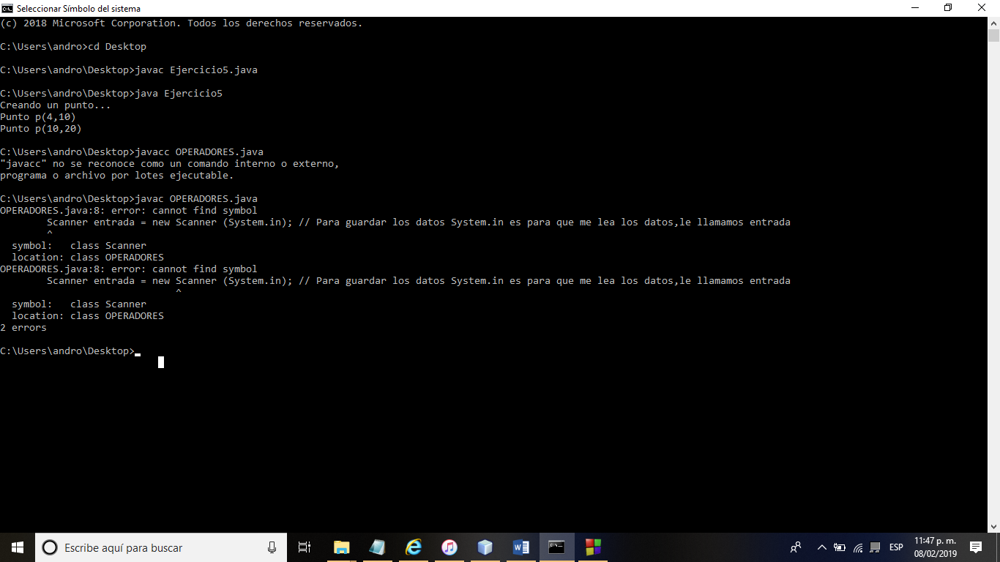 Seleccionar Símbolo del sistema
(c) 2018 Microsoft Corporation. Todos los derechos reservados.
C:\Users\andro>cd Desktop
C:\Users\andro\Desktop>javac Ejercicio5.java
C:\Users\andro\Desktop>java Ejercicio5
Creando un punto...
Punto p(4,10)
Punto p(10,20)
C:\Users\andro\Desktop>javacc OPERADORES.java
"javacc" no se reconoce como un comando interno o externo,
programa o archivo por lotes ejecutable.
C:\Users\andro\Desktop>javac OPERADORES.java
OPERADORES.java:8: error: cannot find symbol
        Scanner entrada = new Scanner (System.in); // Para guardar los datos System.in es para que me lea los datos,le llamamos entrada
        ^
  symbol:   class Scanner
  location: class OPERADORES
OPERADORES.java:8: error: cannot find symbol
        Scanner entrada = new Scanner (System.in); // Para guardar los datos System.in es para que me lea los datos,le llamamos entrada
                              ^
  symbol:   class Scanner
  location: class OPERADORES
2 errors
C:\Users\andro\Desktop>
Escribe aquí para buscar
ESP
11:47 p. m.
08/02/2019